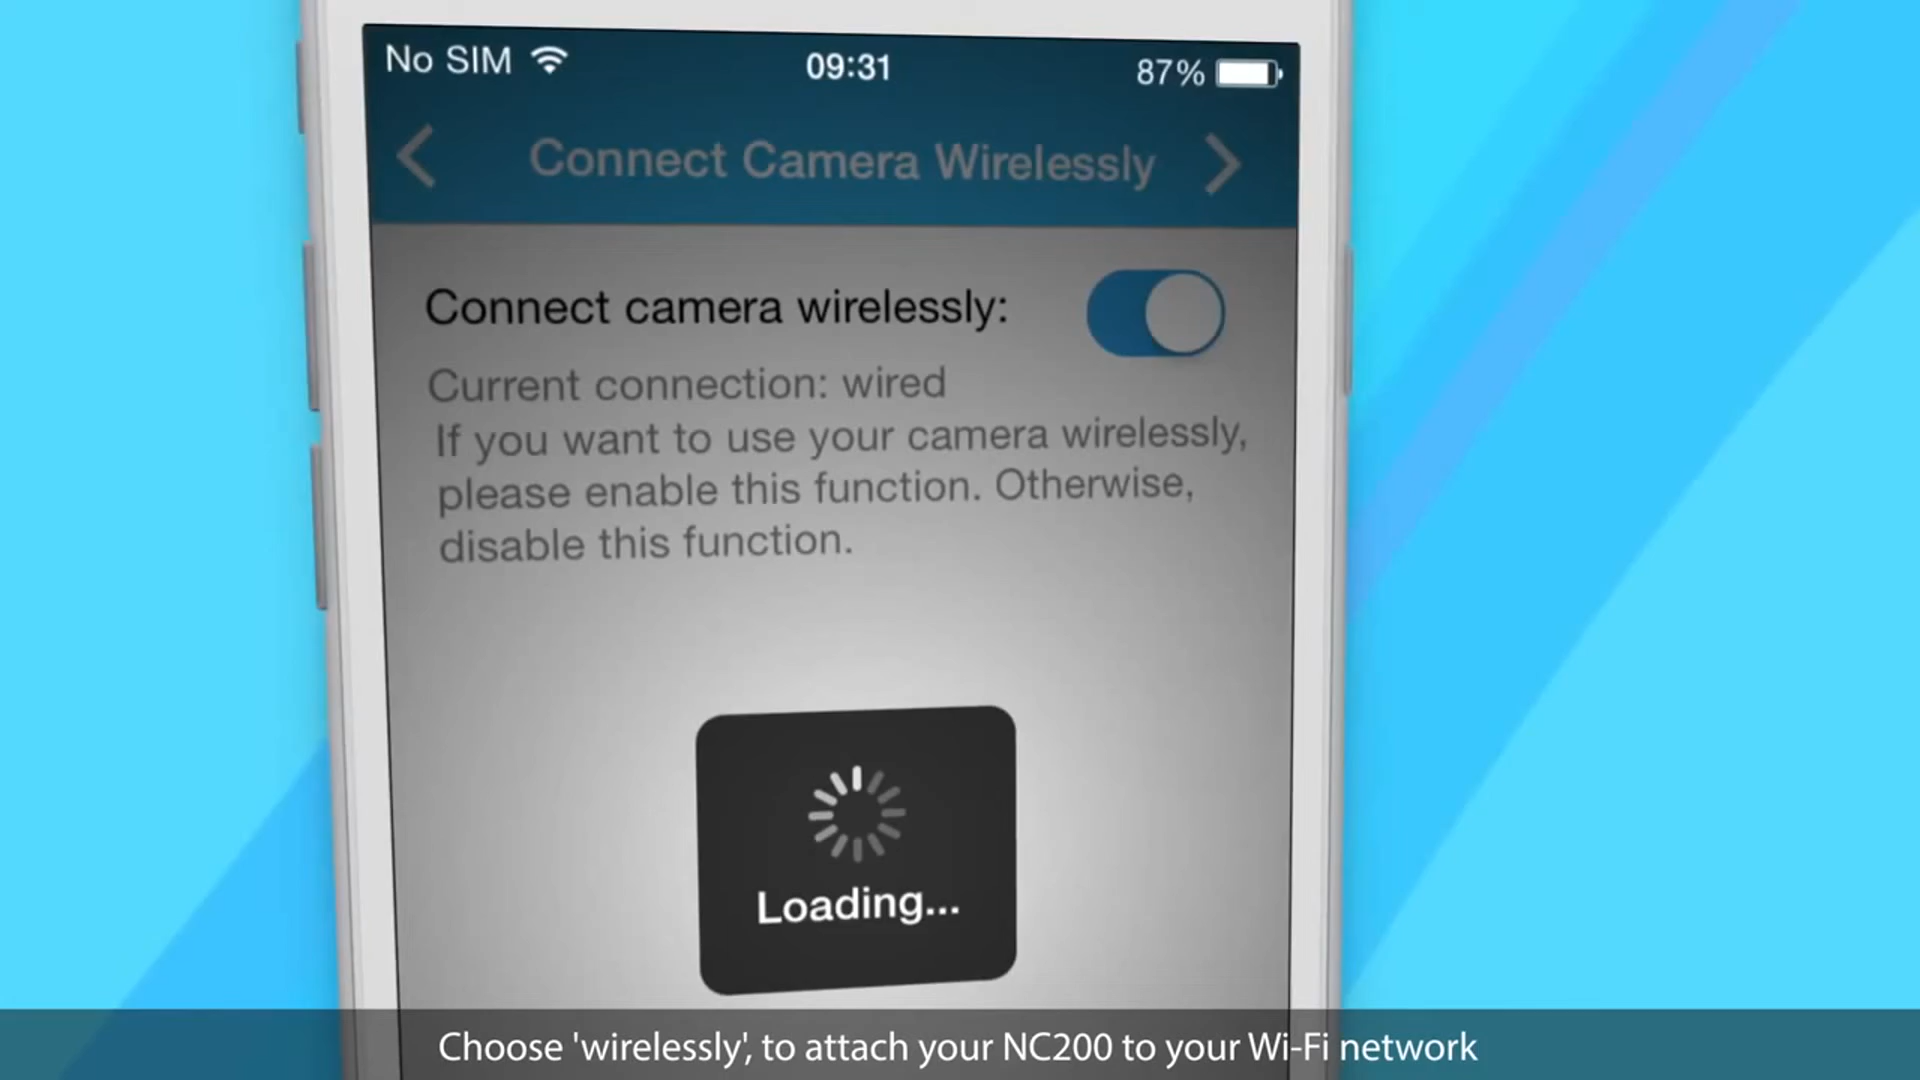 No SIM 09:31 87%
Connect Camera Wirelessly
Connect camera wirelessly:
Current connection: wired
If you want to use your camera wirelessly,
please enable this function. Otherwise,
disable this function.
Loading...
Choose 'wirelessly', to attach your NC200 to your Wi-Fi network